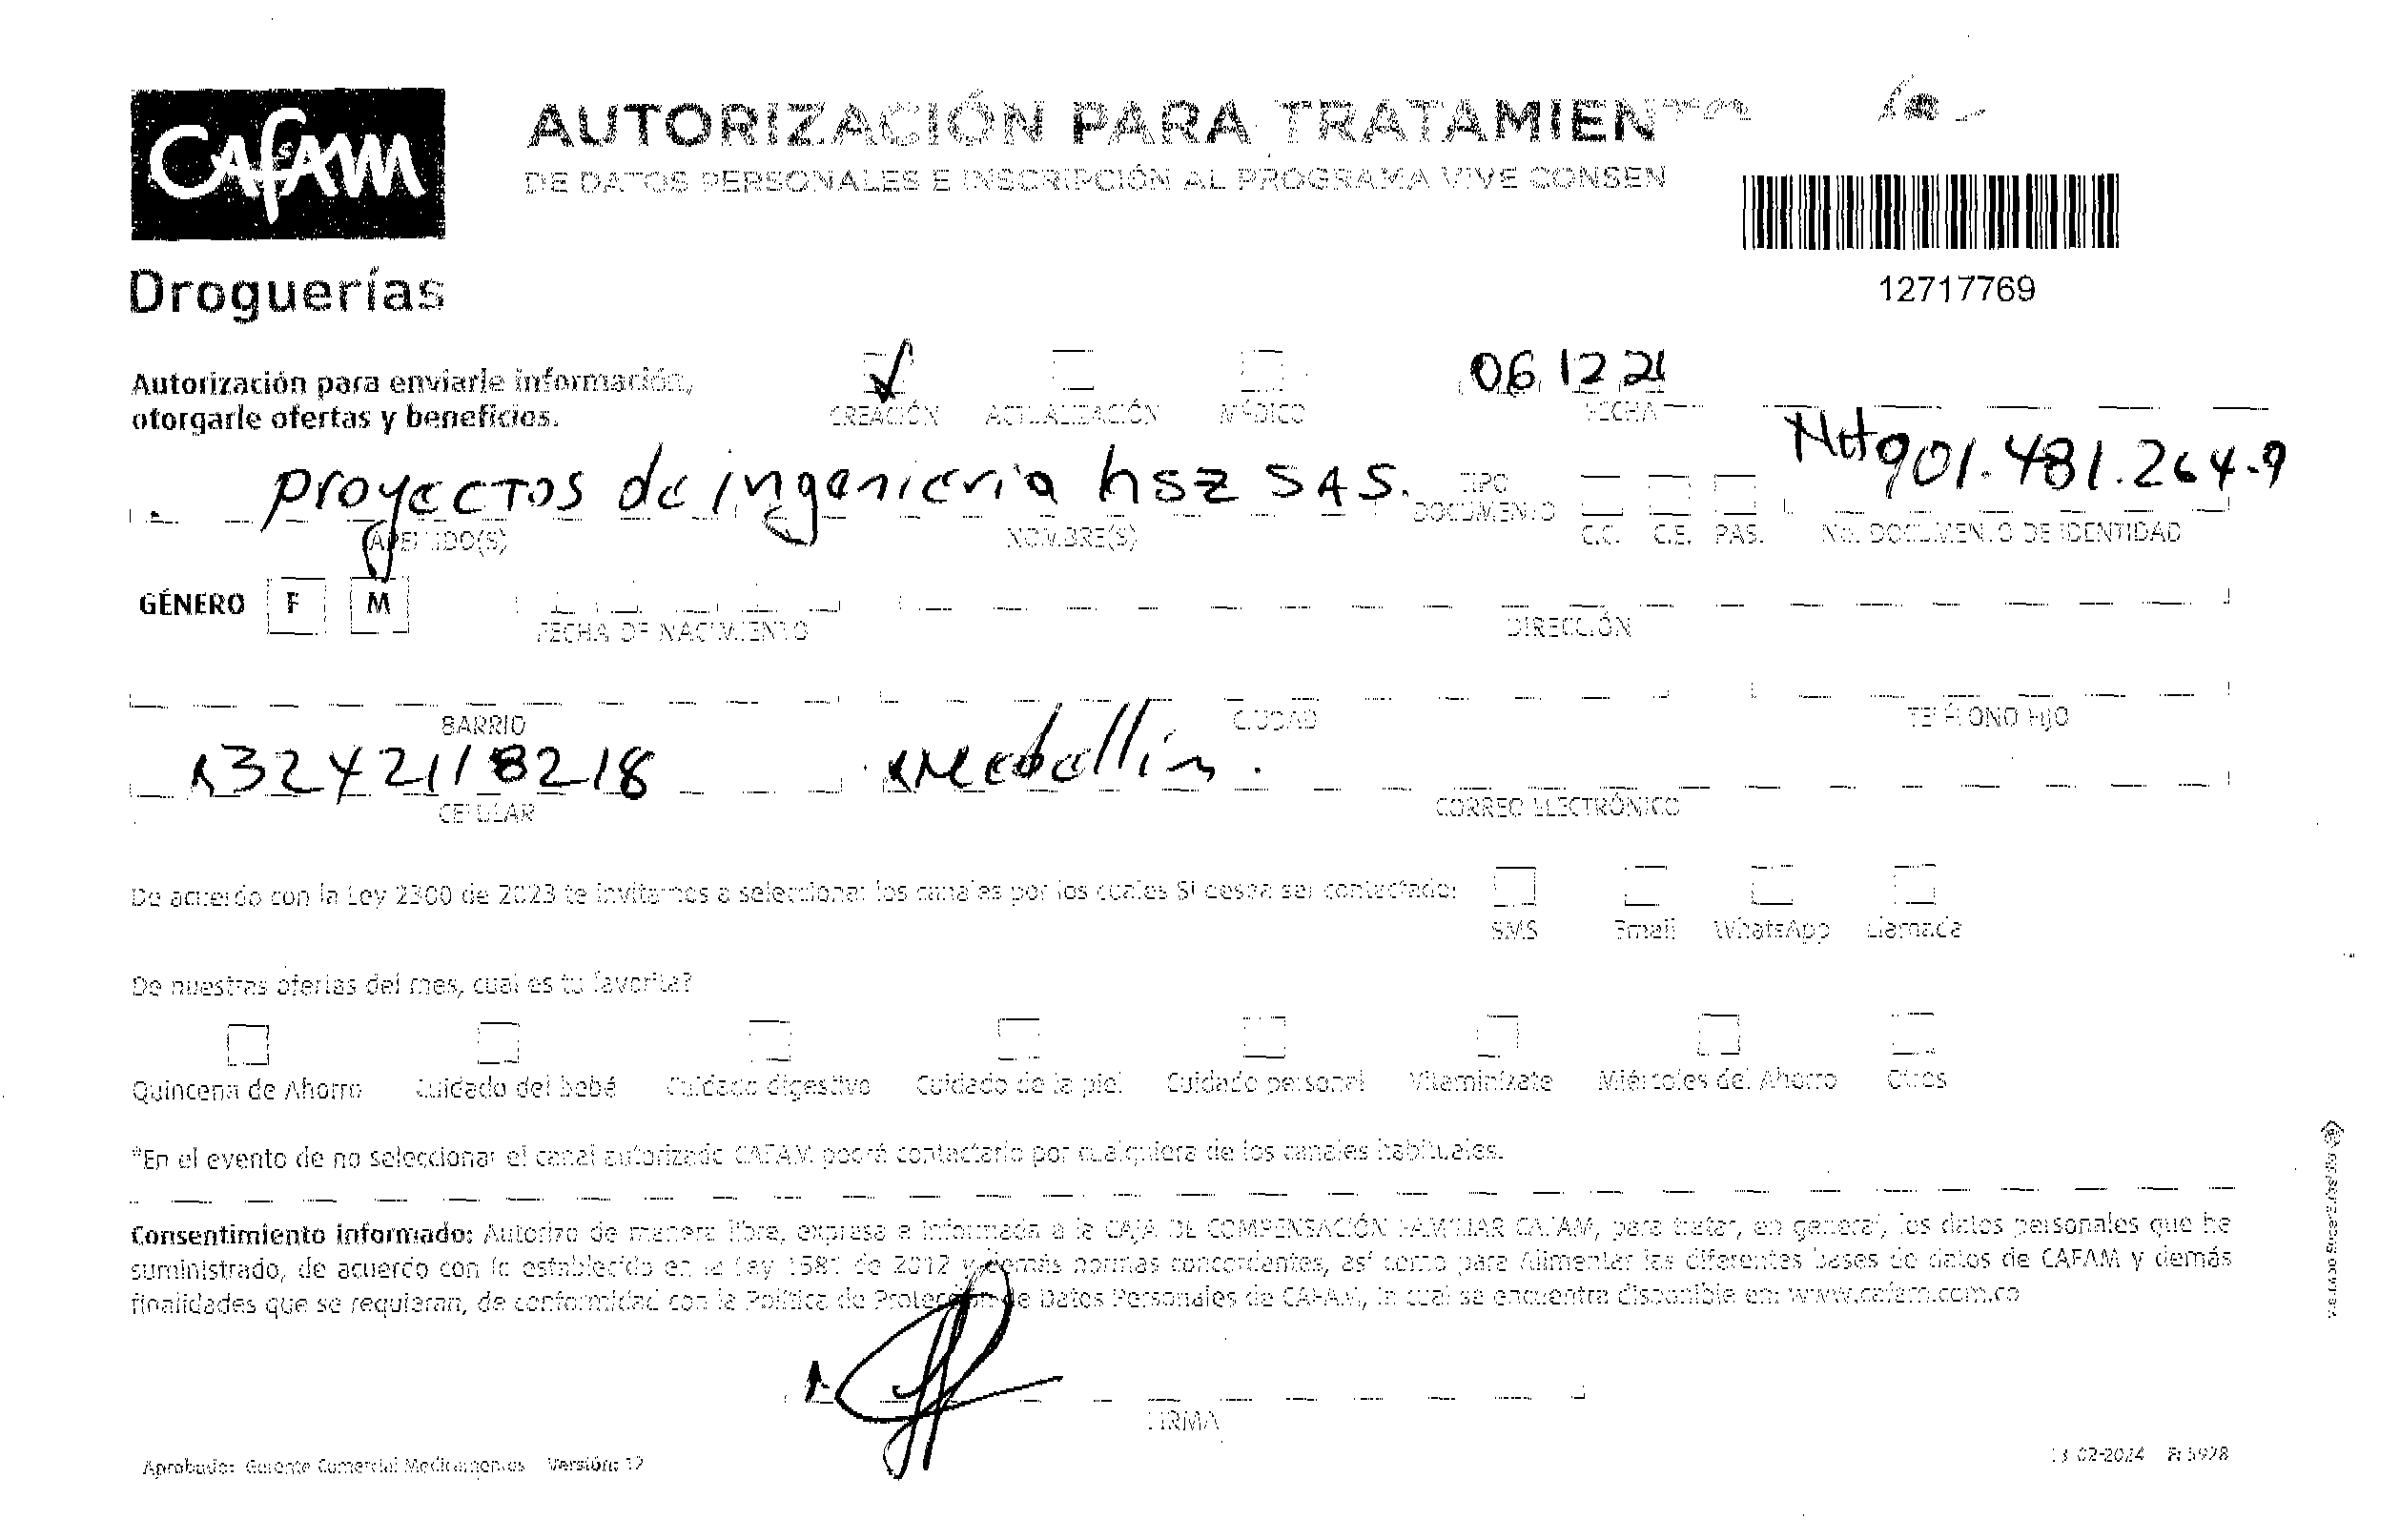 CAFAM
Droguerías
AUTORIZACIÓN PARA TRATAMIEN
DE DATOS PERSONALES E INSCRIPCIÓN AL PROGRAMA VIVE CONSEN
12717769
Autorización para enviarle información,
otorgarle ofertas y beneficios.
CREACIÓN ACTUALIZACIÓN MÉDICO
06 12 2
FECHA
proyectos de ingenieria hsz SAS.
Nit 901.481.264-9
APELLIDO(S) NOMBRE(S) TIPO DOCUMENTO C.C. C.E. PAS. No. DOCUMENTO DE IDENTIDAD
GÉNERO F M FECHA DE NACIMIENTO DIRECCIÓN
BARRIO CIUDAD TELÉFONO FIJO
3242118218 Medellin.
CELULAR CORREO ELECTRÓNICO
De acuerdo con la Ley 2300 de 2023 te invitamos a seleccionar los canales por los cuales SI desea ser contactado:
SMS Email WhatsApp Llamada
De nuestras ofertas del mes, cual es tu favorita?
Quincena de Ahorro Cuidado del bebé Cuidado digestivo Cuidado de la piel Cuidado personal Vitamínizate Miércoles del Ahorro Otros
*En el evento de no seleccionar el canal autorizado CAFAM podrá contactarlo por cualquiera de los canales habituales.
Consentimiento informado: Autorizo de manera libre, expresa e informada a la CAJA DE COMPENSACIÓN FAMILIAR CAFAM, para tratar, en general, los datos personales que he
suministrado, de acuerdo con lo establecido en la Ley 1581 de 2012 y demás normas concordantes, así como para Alimentar las diferentes bases de datos de CAFAM y demás
finalidades que se requieran, de conformidad con la Política de Protección de Datos Personales de CAFAM, la cual se encuentra disponible en: www.cafam.com.co
FIRMA
Aprobado: Gerente Comercial Medicamentos Versión: 12
13-02-2024